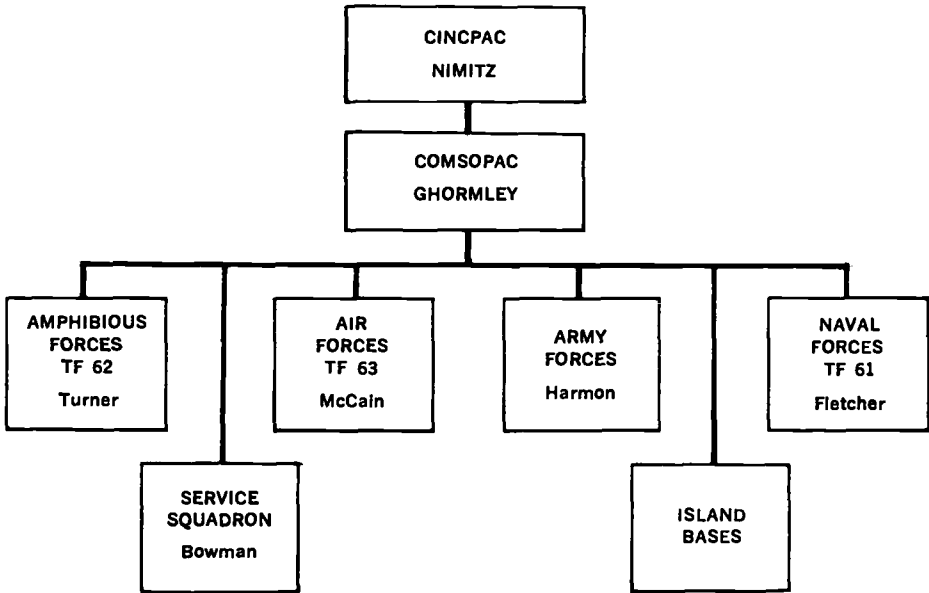 CINCPAC
NIMITZ
COMSOPAC
GHORMLEY
AMPHIBIOUS
FORCES
TF 62
Turner
AIR
FORCES
TF 63
McCain
ARMY
FORCES
Harmon
NAVAL
FORCES
TF 61
Fletcher
SERVICE
SQUADRON
Bowman
ISLAND
BASES